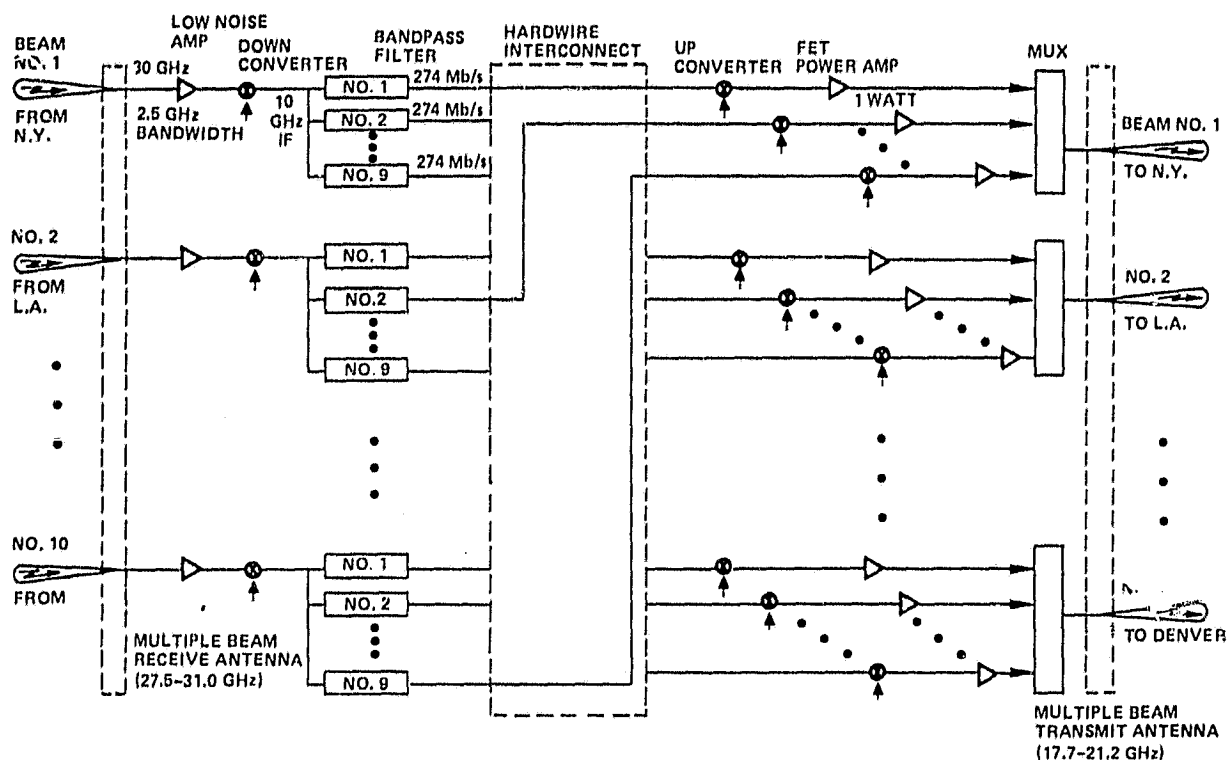 LOW NOISE
AMP
BEAM
NO. 1
DOWN
CONVERTER
BANDPASS
FILTER
HARDWIRE
INTERCONNECT
UP
CONVERTER
FET
POWER AMP
MUX
30 GHz
2.5 GHz
BANDWIDTH
10
GHz
IF
NO. 1
274 Mb/s
NO. 2
274 Mb/s
NO. 9
274 Mb/s
1 WATT
FROM
N.Y.
BEAM NO. 1
TO N.Y.
NO. 2
FROM
L.A.
NO. 1
NO.2
NO. 9
NO. 2
TO L.A.
NO. 10
FROM
NO. 1
NO. 2
NO. 9
TO DENVER
MULTIPLE BEAM
RECEIVE ANTENNA
(27.5-31.0 GHz)
MULTIPLE BEAM
TRANSMIT ANTENNA
(17.7-21.2 GHz)